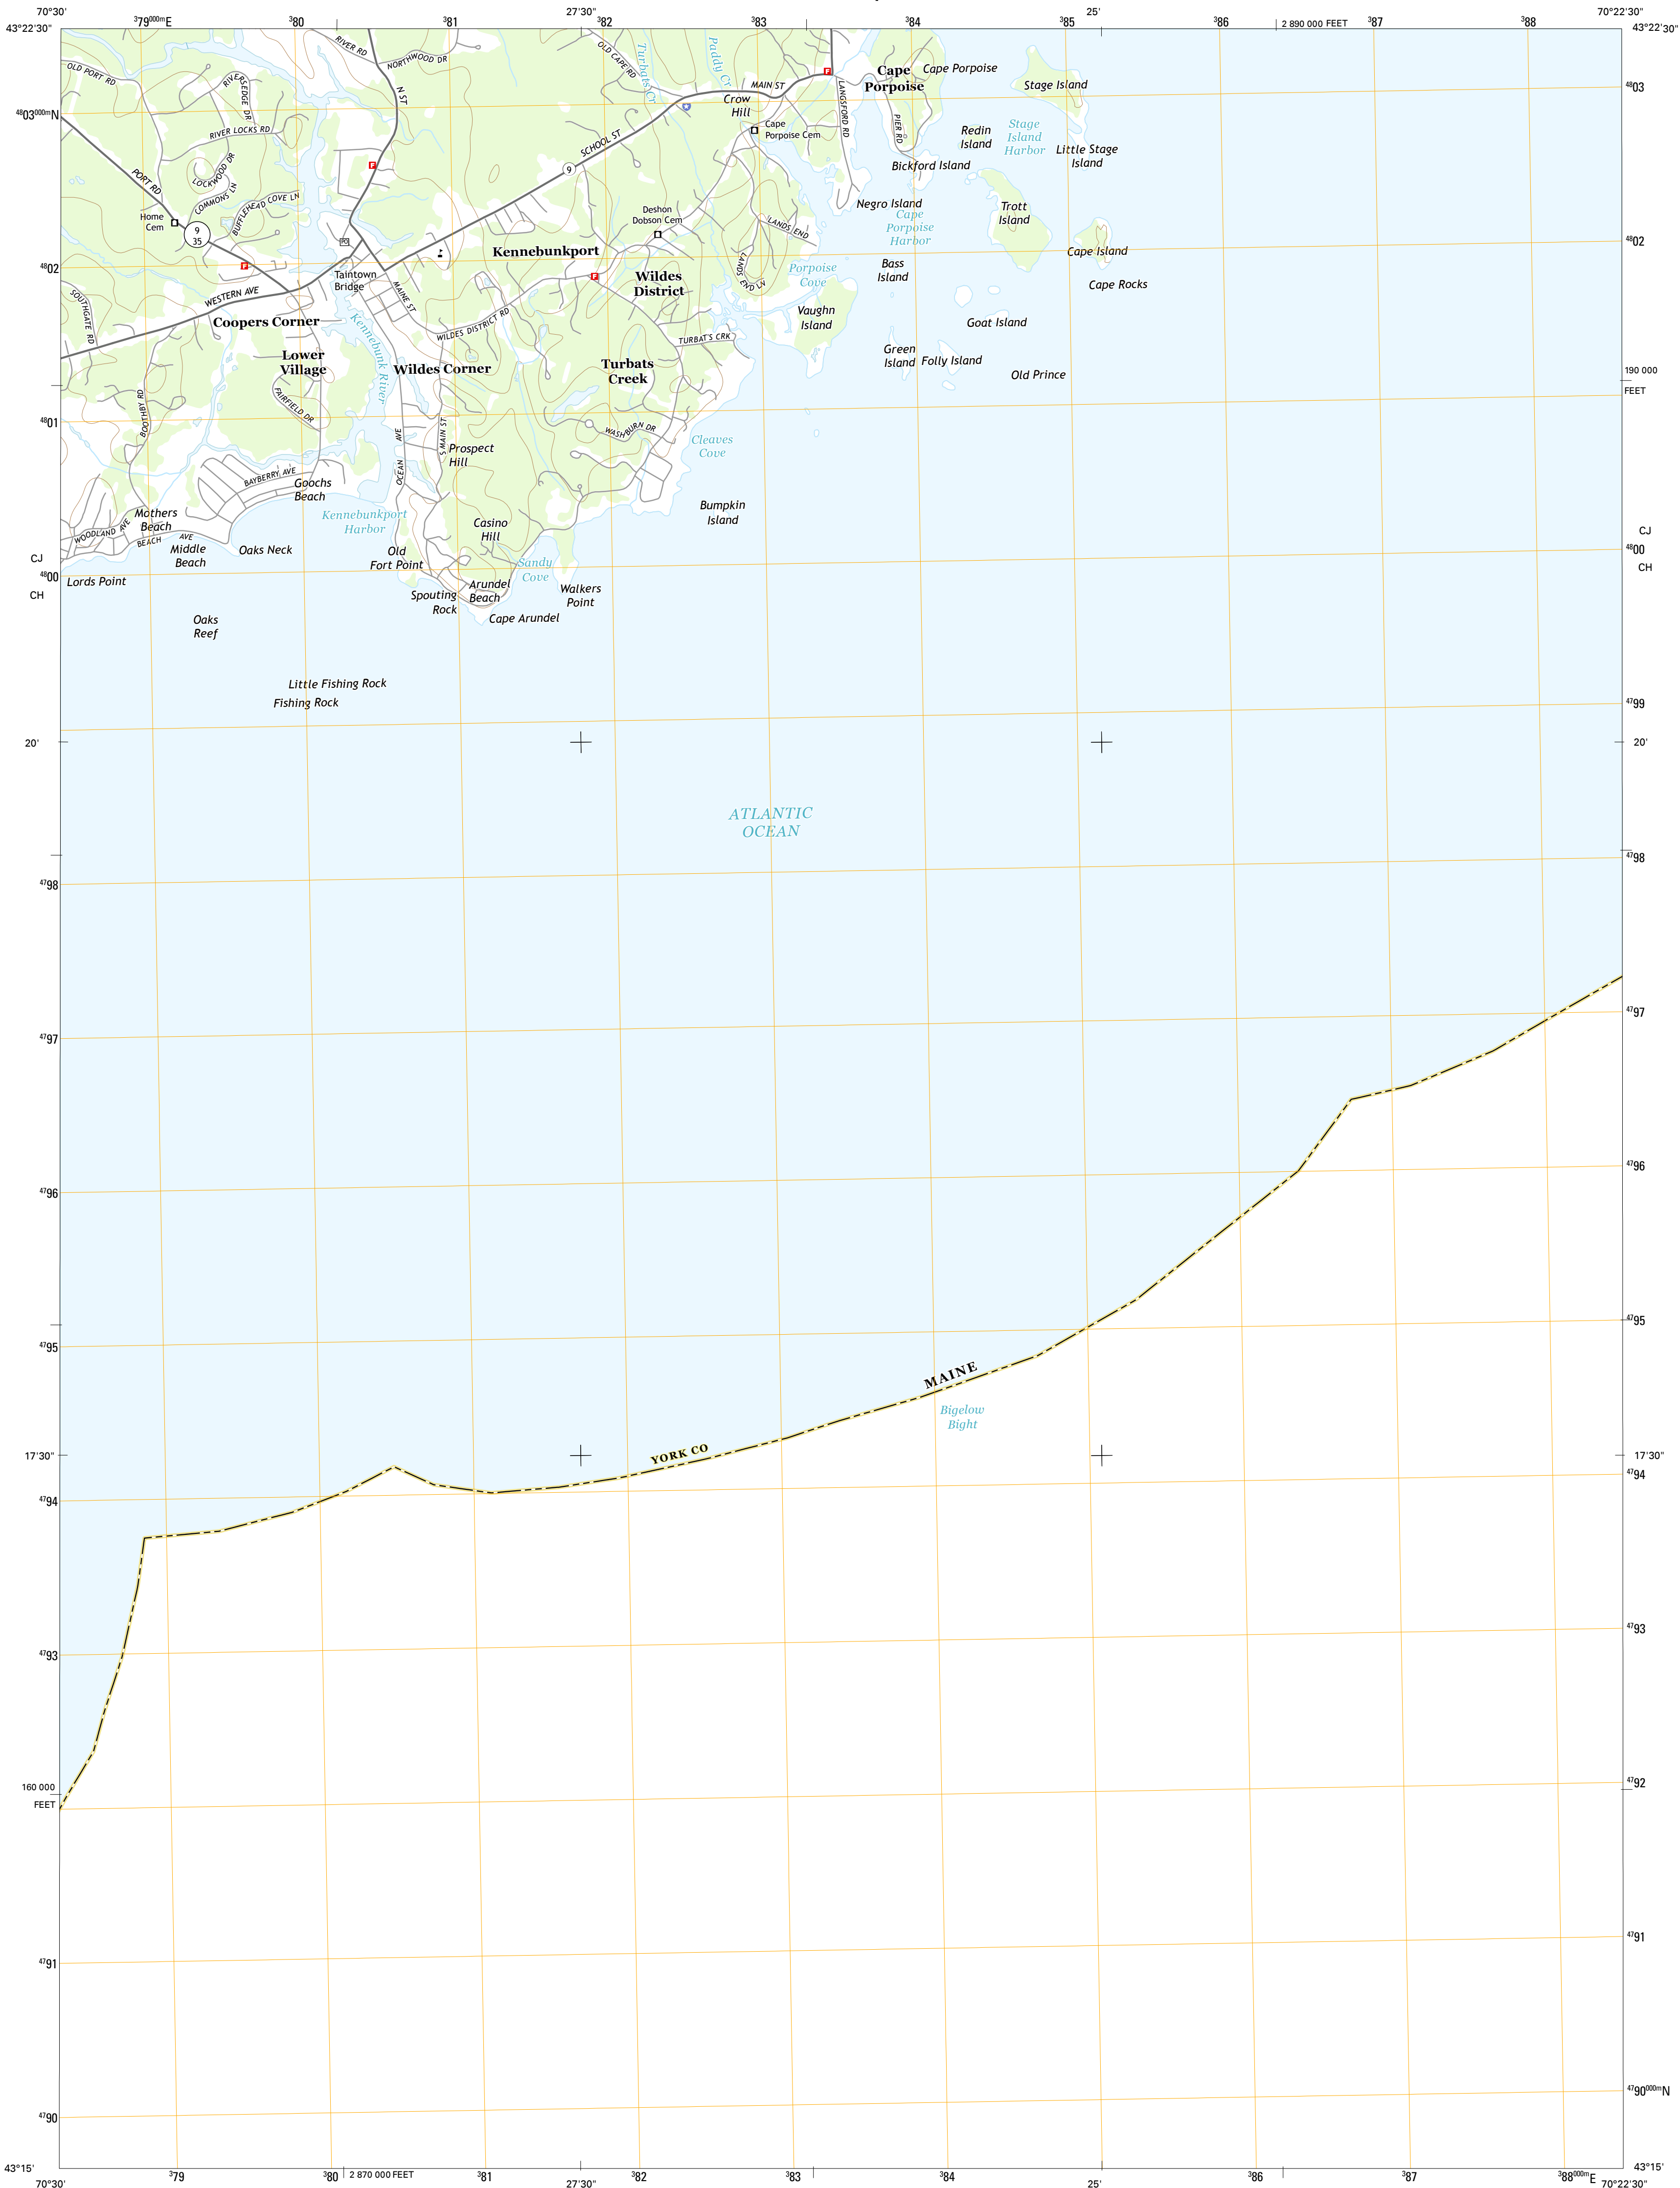 70°30'
³79⁰⁰⁰ᵐE
³80
³81
27'30"
³82
³83
³84
25'
³85
³86
2 890 000 FEET
³87
³88
70°22'30"
43°22'30"
43°22'30"
RIVER RD
NORTHWOOD DR
OLD CAPE RD
Turbats Cr
Paddy Cr
OLD PORT RD
RIVERSEDGE DR
N ST
MAIN ST
LANGSFORD RD
Cape
Porpoise
Cape Porpoise
Stage Island
⁴⁸03⁰⁰⁰ᵐN
⁴⁸03
Crow
Hill
Cape
Porpoise Cem
PIER RD
Redin
Island
Stage
Island
Harbor
Little Stage
Island
RIVER LOCKS RD
SCHOOL ST
9
Bickford Island
PORT RD
LOCKWOOD DR
COMMONS LN
BUFFLEHEAD COVE LN
Home
Cem
9
35
PO
Deshon
Dobson Cem
LANDS END
Negro Island
Cape
Porpoise
Harbor
Trott
Island
Cape Island
⁴⁸02
⁴⁸02
Kennebunkport
Wildes
District
LANDS END LN
Porpoise
Cove
Bass
Island
Cape Rocks
Taintown
Bridge
SOUTHGATE RD
WESTERN AVE
MAINE ST
WILDES DISTRICT RD
Vaughn
Island
Goat Island
Coopers Corner
Kennebunk River
TURBAT'S CRK
Lower
Village
Wildes Corner
Turbats
Creek
Green
Island
Folly Island
Old Prince
190 000
FEET
BOOTHBY RD
FAIRFIELD DR
⁴⁸01
OCEAN AVE
S MAIN ST
WASHBURN DR
Prospect
Hill
Cleaves
Cove
BAYBERRY AVE
Goochs
Beach
Mothers
Beach
Kennebunkport
Harbor
Casino
Hill
Bumpkin
Island
WOODLAND AVE
BEACH AVE
Middle
Beach
Oaks Neck
Old
Fort Point
Sandy
Cove
CJ
⁴⁸00
CH
CJ
⁴⁸00
CH
Lords Point
Spouting
Rock
Arundel
Beach
Walkers
Point
Cape Arundel
Oaks
Reef
Little Fishing Rock
Fishing Rock
⁴⁷99
20'
20'
ATLANTIC
OCEAN
⁴⁷98
⁴⁷98
⁴⁷97
⁴⁷97
⁴⁷96
⁴⁷96
⁴⁷95
⁴⁷95
MAINE
Bigelow
Bight
YORK CO
17'30"
17'30"
⁴⁷94
⁴⁷94
⁴⁷93
⁴⁷93
160 000
FEET
⁴⁷92
⁴⁷91
⁴⁷91
⁴⁷90
⁴⁷90⁰⁰⁰ᵐN
43°15'
43°15'
70°30'
³79
³80
2 870 000 FEET
³81
27'30"
³82
³83
³84
25'
³86
³87
³88⁰⁰⁰ᵐE
70°22'30"